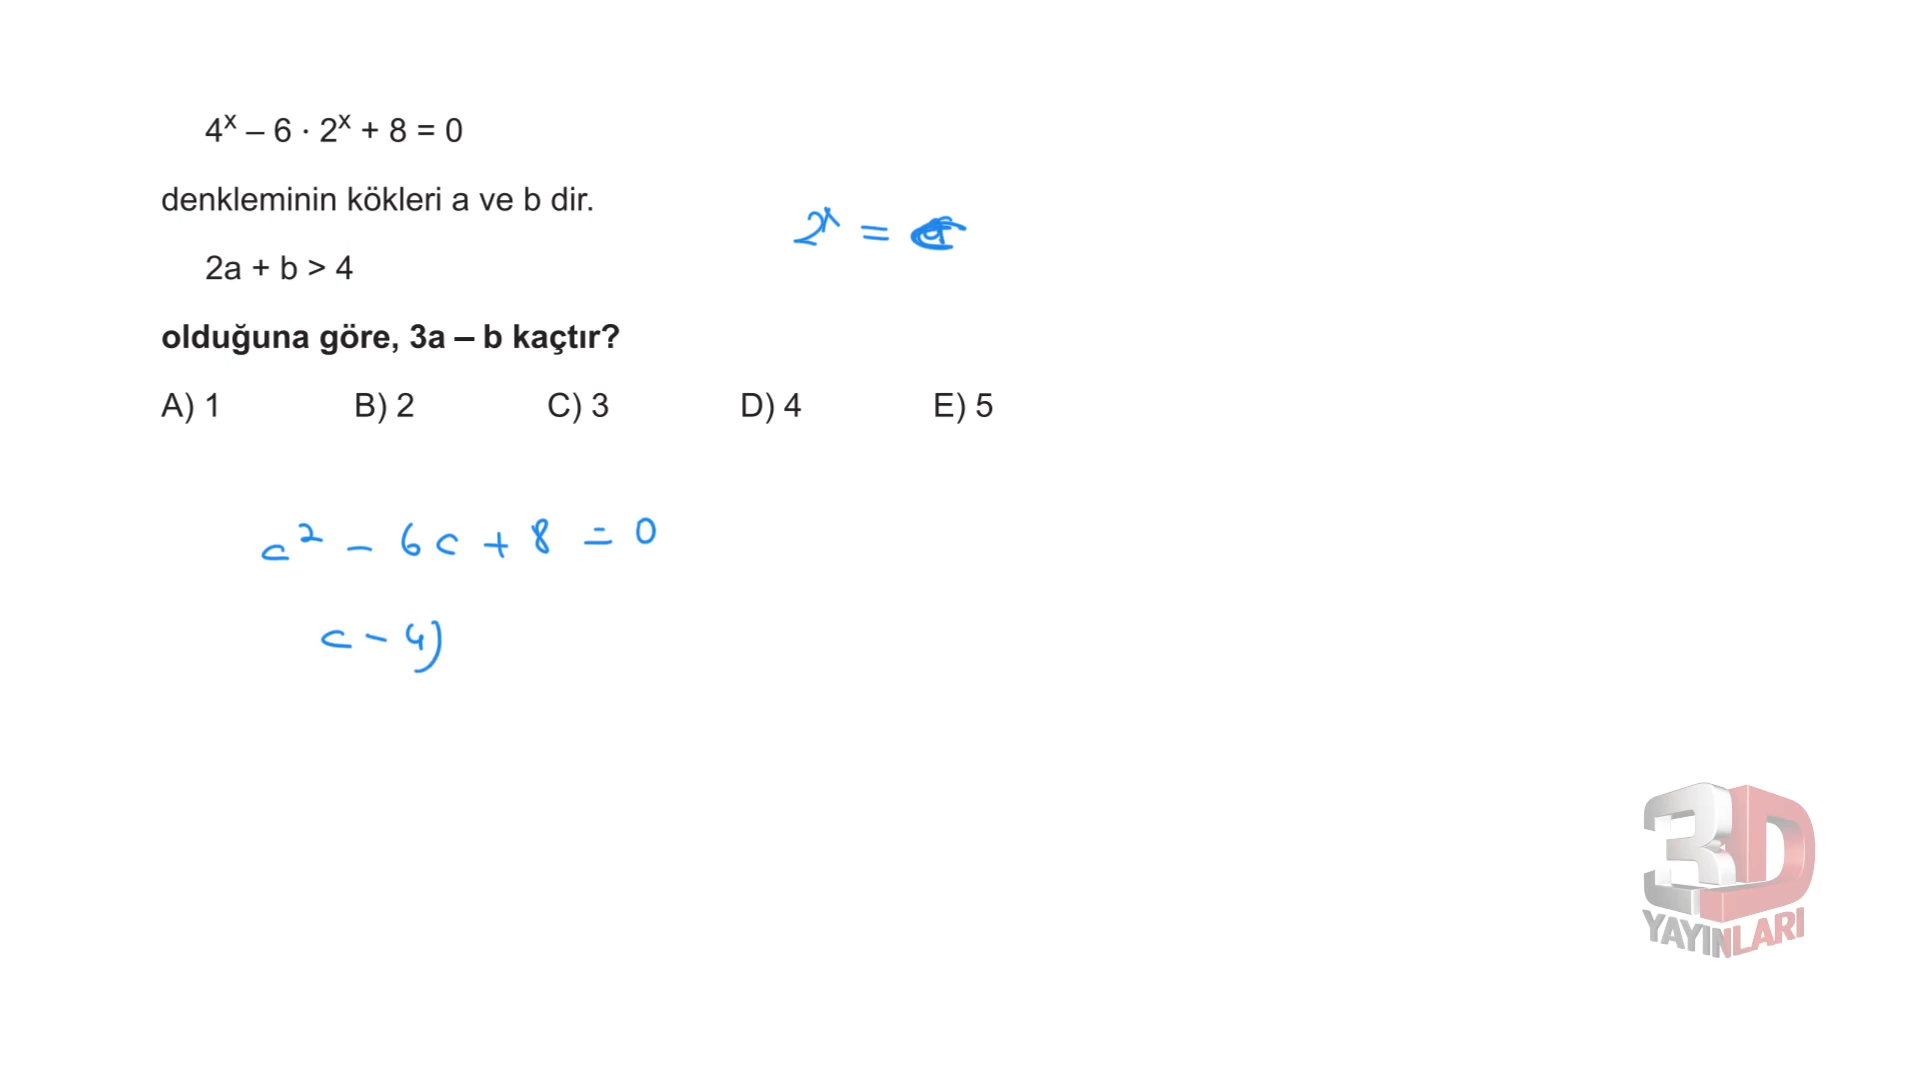 4ˣ – 6 · 2ˣ + 8 = 0
denkleminin kökleri a ve b dir.
2ˣ =
2a + b > 4
olduğuna göre, 3a – b kaçtır?
A) 1 B) 2 C) 3 D) 4 E) 5
c² – 6c + 8 = 0
c – 4)
3D
YAYINLARI